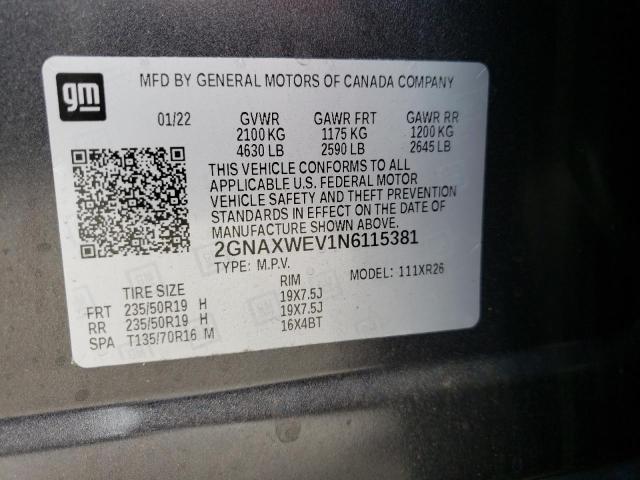 gm
MFD BY GENERAL MOTORS OF CANADA COMPANY
01/22 GVWR GAWR FRT GAWR RR
2100 KG 1175 KG 1200 KG
4630 LB 2590 LB 2645 LB
THIS VEHICLE CONFORMS TO ALL
APPLICABLE U.S. FEDERAL MOTOR
VEHICLE SAFETY AND THEFT PREVENTION
STANDARDS IN EFFECT ON THE DATE OF
MANUFACTURE SHOWN ABOVE.
2GNAXWEV1N6115381
TYPE: M.P.V. MODEL: 111XR26
TIRE SIZE RIM
FRT 235/50R19 H 19X7.5J
RR 235/50R19 H 19X7.5J
SPA T135/70R16 M 16X4BT